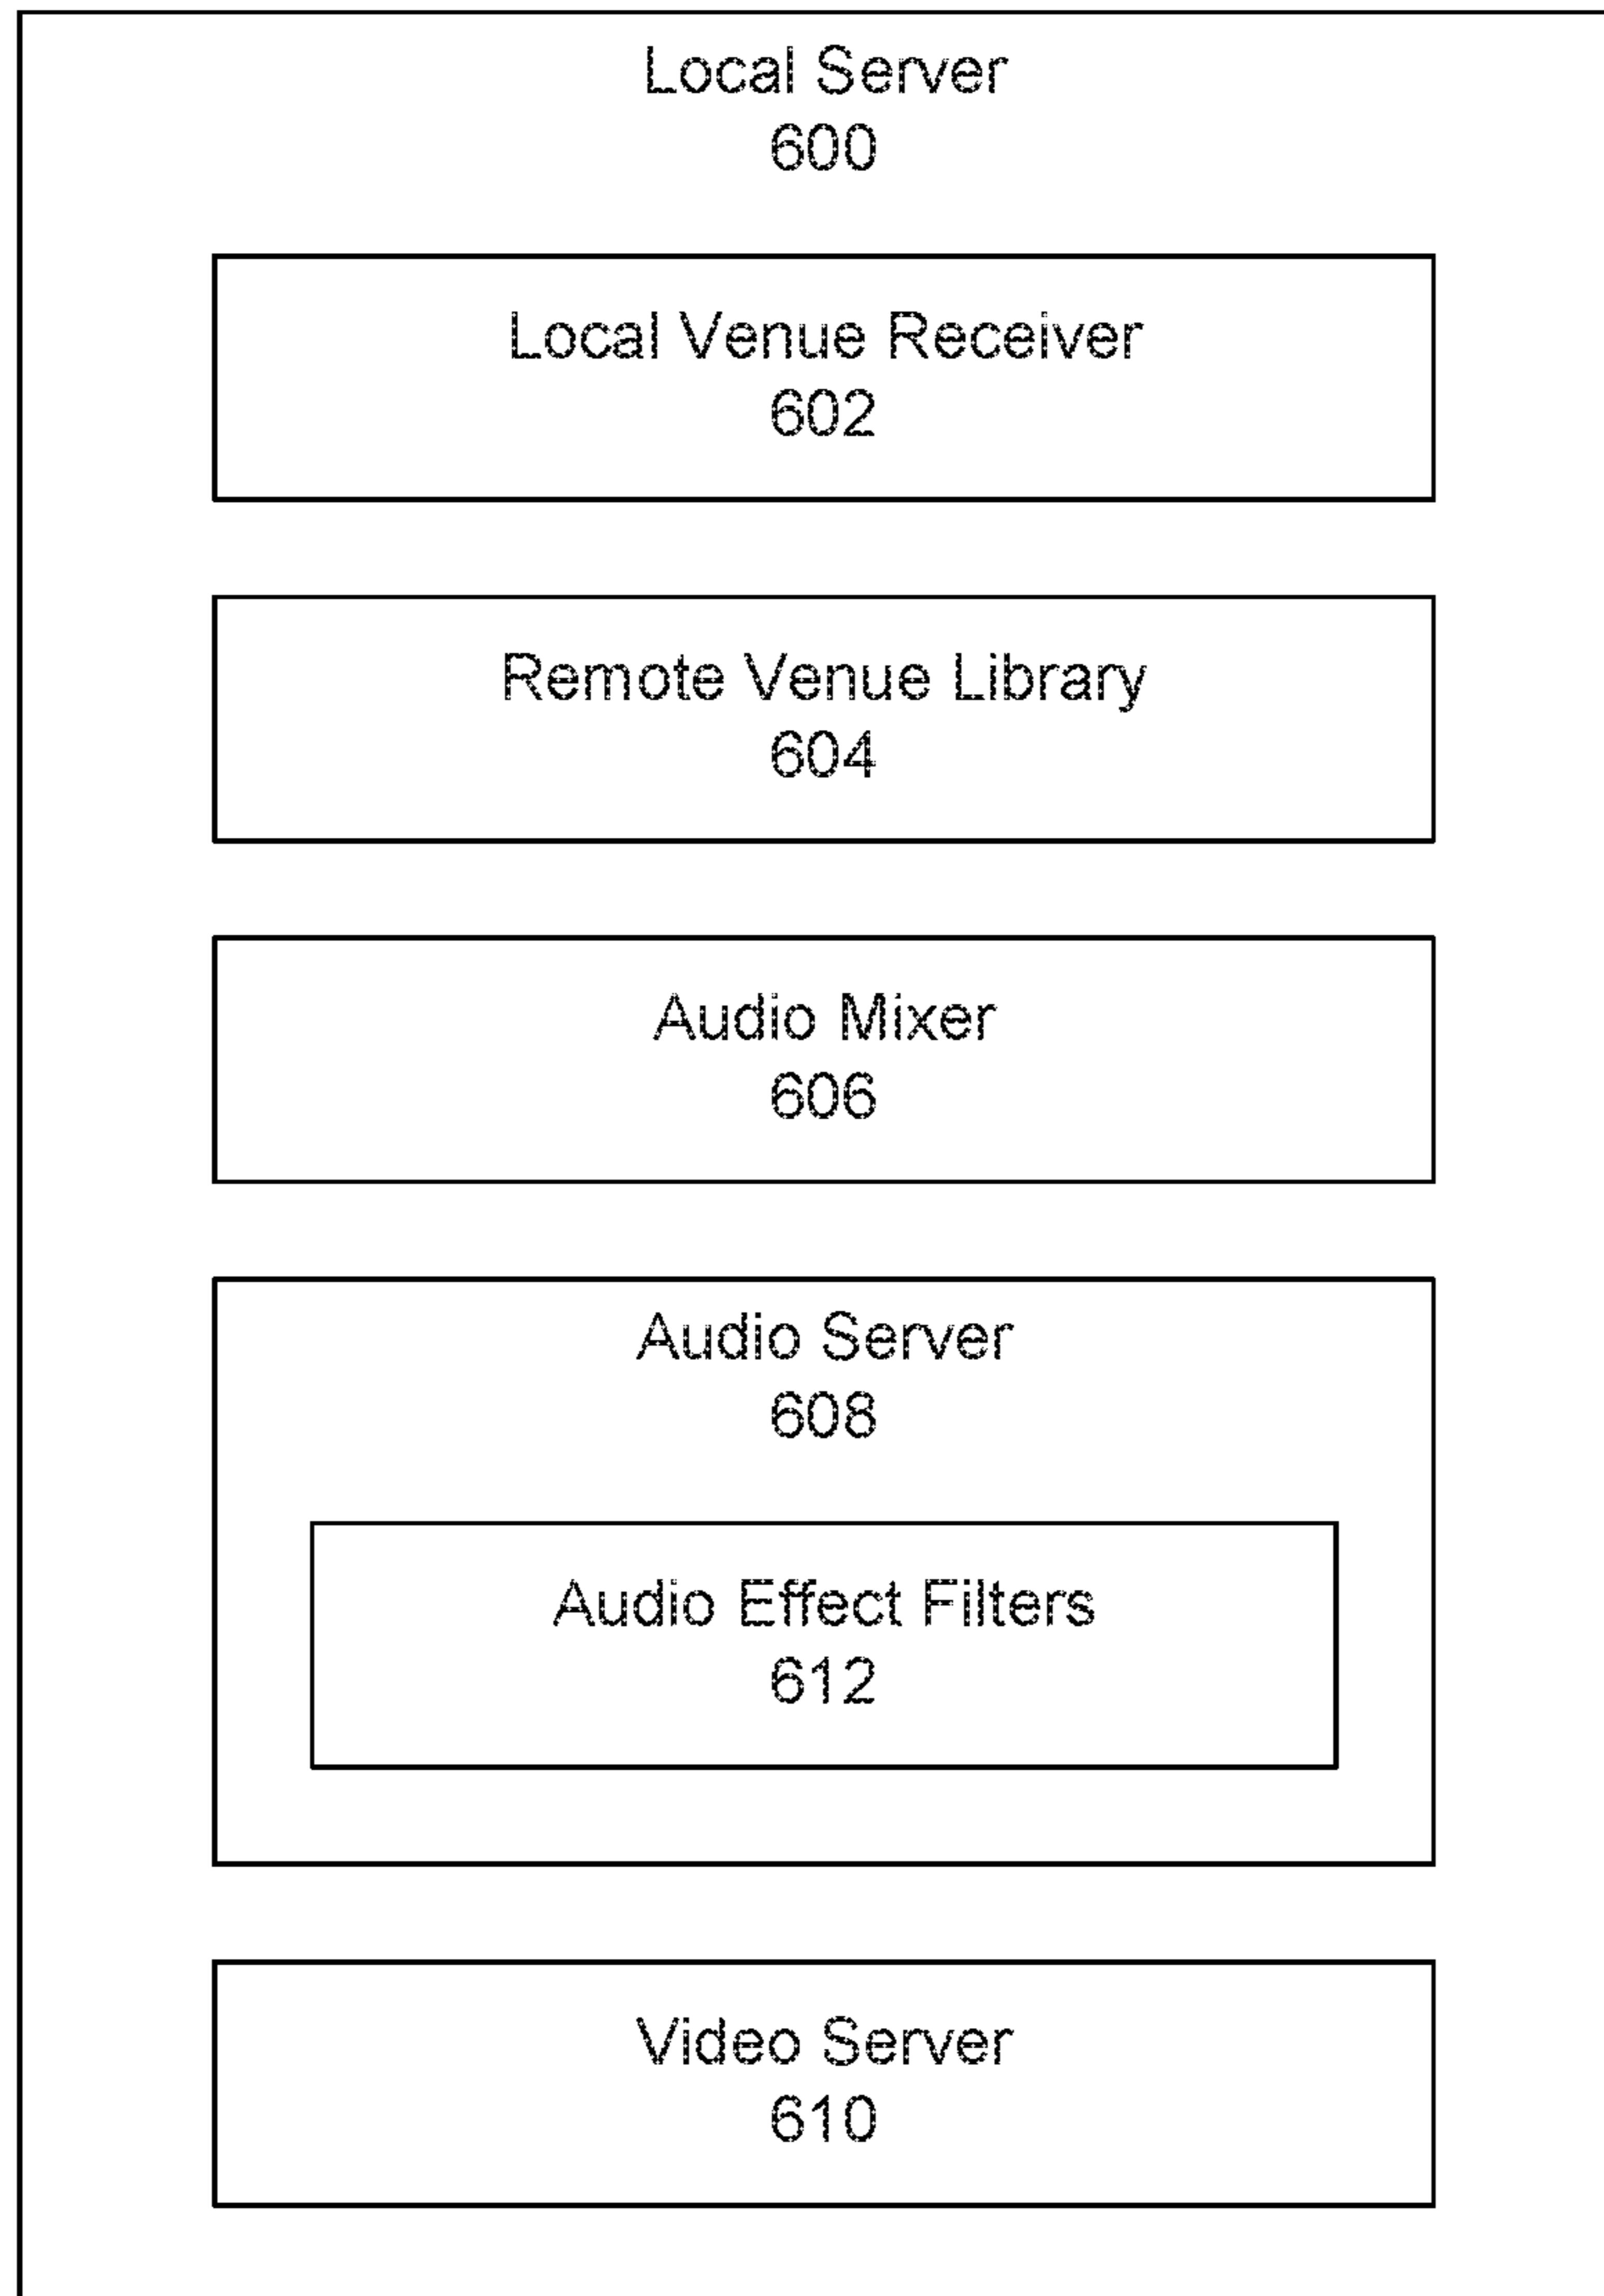 Local Server
600
Local Venue Receiver
602
Remote Venue Library
604
Audio Mixer
606
Audio Server
608
Audio Effect Filters
612
Video Server
610